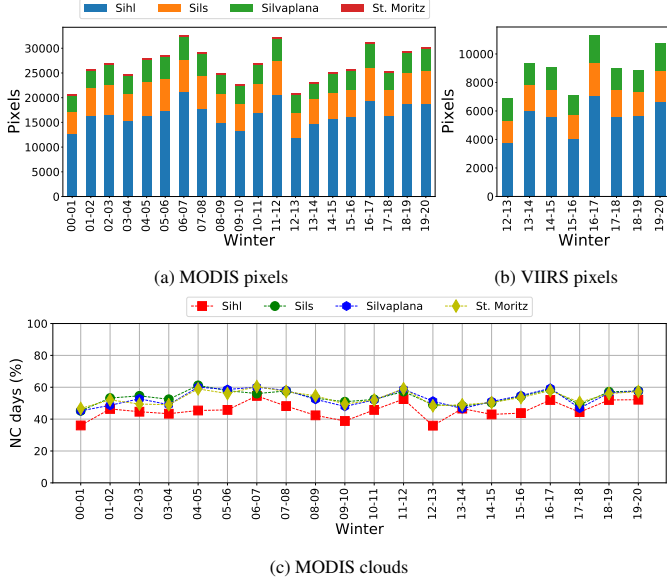 Sihl Sils Silvaplana St. Moritz
30000
25000
20000
15000
10000
5000
0
Pixels
00-01 01-02 02-03 03-04 04-05 05-06 06-07 07-08 08-09 09-10 10-11 11-12 12-13 13-14 14-15 15-16 16-17 17-18 18-19 19-20
Winter
(a) MODIS pixels
10000
8000
6000
4000
2000
0
Pixels
12-13 13-14 14-15 15-16 16-17 17-18 18-19 19-20
Winter
(b) VIIRS pixels
Sihl Sils Silvaplana St. Moritz
100
80
60
40
20
0
NC days (%)
00-01 01-02 02-03 03-04 04-05 05-06 06-07 07-08 08-09 09-10 10-11 11-12 12-13 13-14 14-15 15-16 16-17 17-18 18-19 19-20
Winter
(c) MODIS clouds